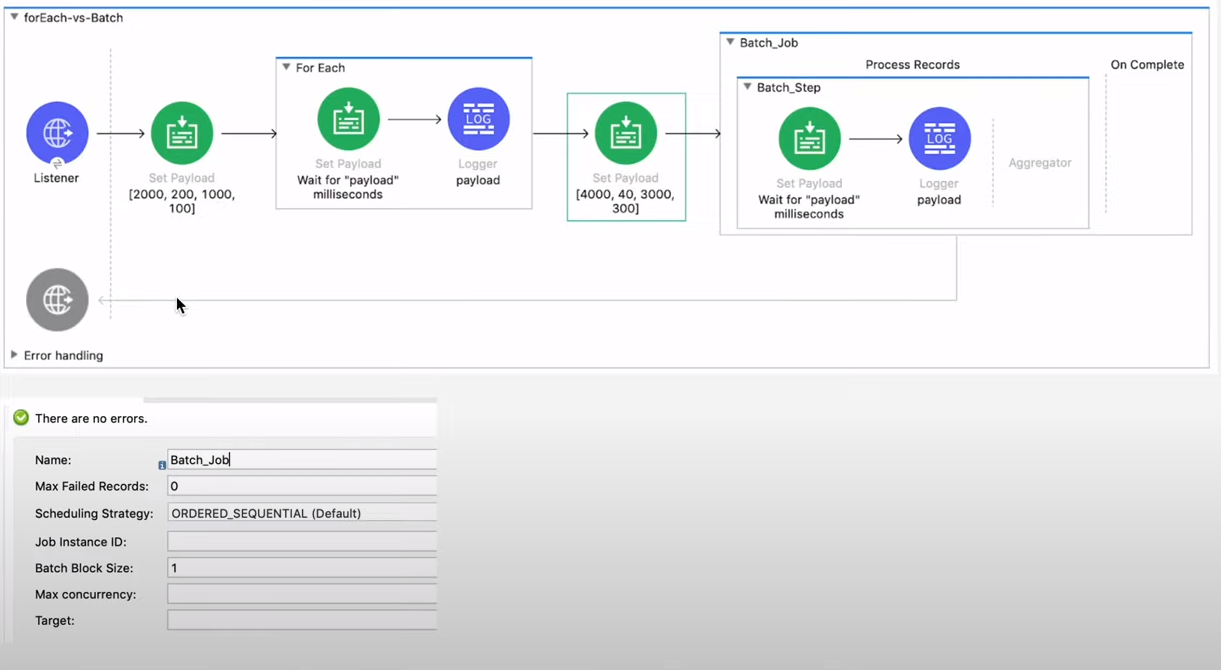 forEach-vs-Batch
Listener
Set Payload
[2000, 200, 1000,
100]
For Each
Set Payload
Wait for "payload"
milliseconds
LOG
Logger
payload
Set Payload
[4000, 40, 3000,
300]
Batch_Job
Process Records
On Complete
Batch_Step
Set Payload
Wait for "payload"
milliseconds
LOG
Logger
payload
Aggregator
Error handling
There are no errors.
Name: Batch_Job
Max Failed Records: 0
Scheduling Strategy: ORDERED_SEQUENTIAL (Default)
Job Instance ID:
Batch Block Size: 1
Max concurrency:
Target: